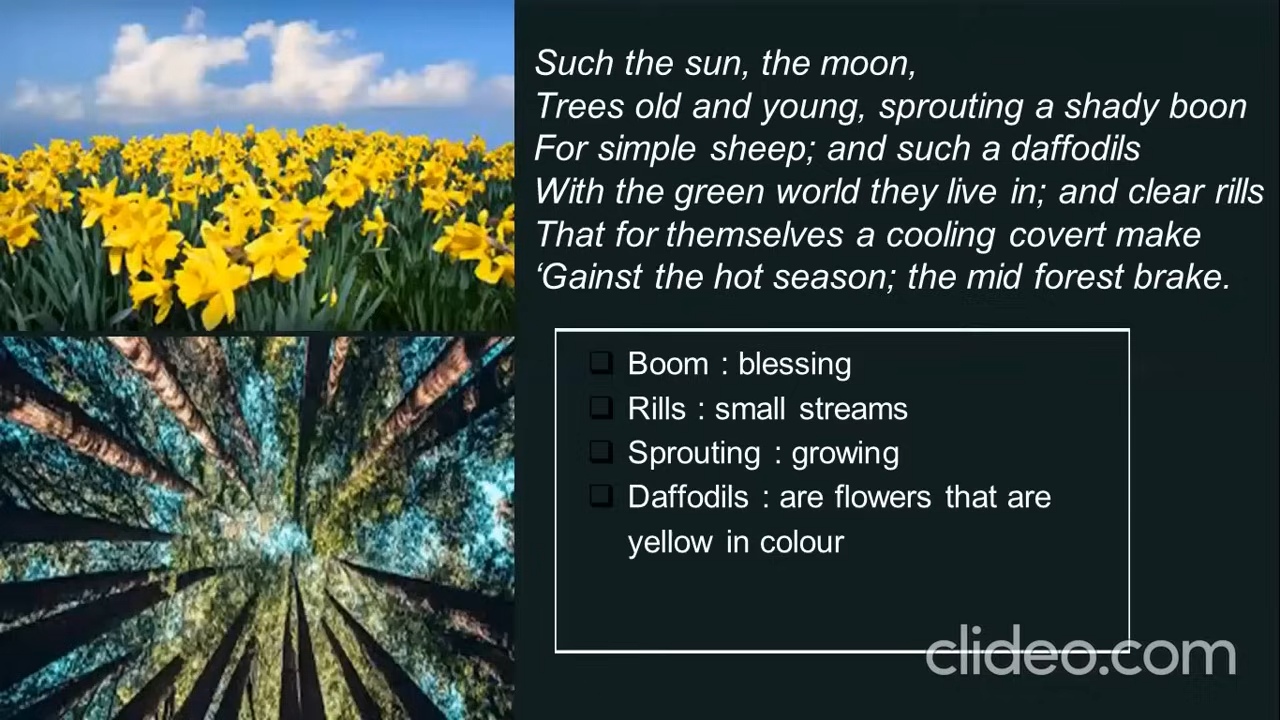 Such the sun, the moon,
Trees old and young, sprouting a shady boon
For simple sheep; and such a daffodils
With the green world they live in; and clear rills
That for themselves a cooling covert make
‘Gainst the hot season; the mid forest brake.
Boom : blessing
Rills : small streams
Sprouting : growing
Daffodils : are flowers that are
yellow in colour
clideo.com